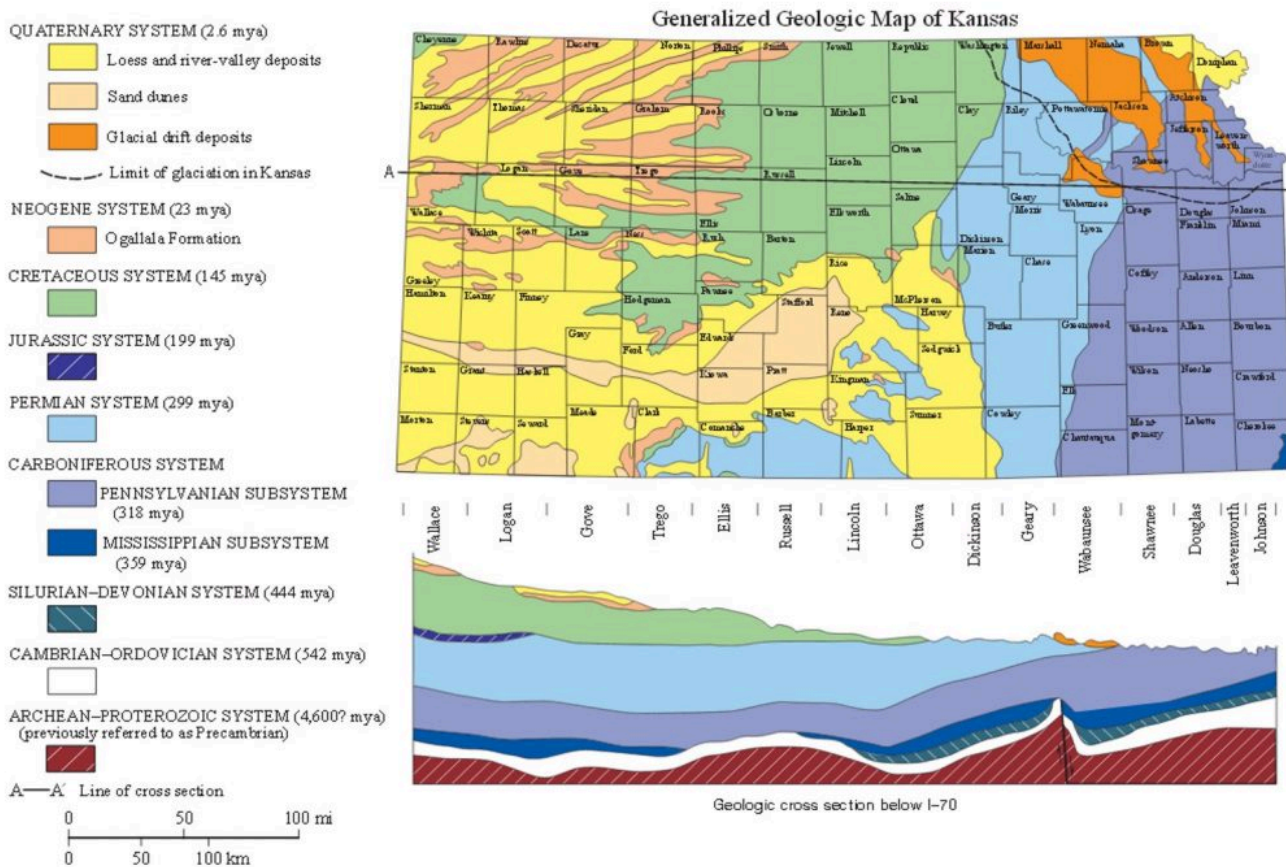 Generalized Geologic Map of Kansas
QUATERNARY SYSTEM (2.6 mya)
Loess and river-valley deposits
Sand dunes
Glacial drift deposits
Limit of glaciation in Kansas
NEOGENE SYSTEM (23 mya)
Ogallala Formation
CRETACEOUS SYSTEM (145 mya)
JURASSIC SYSTEM (199 mya)
PERMIAN SYSTEM (299 mya)
CARBONIFEROUS SYSTEM
PENNSYLVANIAN SUBSYSTEM
(318 mya)
MISSISSIPPIAN SUBSYSTEM
(359 mya)
SILURIAN–DEVONIAN SYSTEM (444 mya)
CAMBRIAN–ORDOVICIAN SYSTEM (542 mya)
ARCHEAN–PROTEROZOIC SYSTEM (4,600? mya)
(previously referred to as Precambrian)
A—A′ Line of cross section
0 50 100 mi
0 50 100 km
Cheyenne Rawlins Decatur Norton Phillips Smith Jewell Republic Washington Marshall Nemaha Brown
Doniphan
Sherman Thomas Sheridan Graham Rooks Osborne Mitchell Cloud Clay Riley Pottawatomie Jackson Atchison
Jefferson Leaven-
worth
A
Wallace Logan Gove Trego Ellis Russell Lincoln Ottawa
Saline Geary Wabaunsee Shawnee Wyan-
dotte
Ellsworth Dickinson Morris Lyon Osage Douglas Johnson
Greeley Wichita Scott Lane Ness Rush Barton Rice McPherson Marion Chase Coffey Franklin Miami
Anderson Linn
Hamilton Kearny Finney Hodgeman Pawnee Stafford Reno Harvey
Gray Ford Edwards Sedgwick Butler Greenwood Woodson Allen Bourbon
Stanton Grant Haskell Kiowa Pratt Kingman Elk Wilson Neosho Crawford
Morton Stevens Seward Meade Clark Comanche Barber Harper Sumner Cowley Chautauqua Mont-
gomery Labette Cherokee
Wallace
Logan
Gove
Trego
Ellis
Russell
Lincoln
Ottawa
Dickinson
Geary
Wabaunsee
Shawnee
Douglas
Leavenworth
Johnson
Geologic cross section below I–70